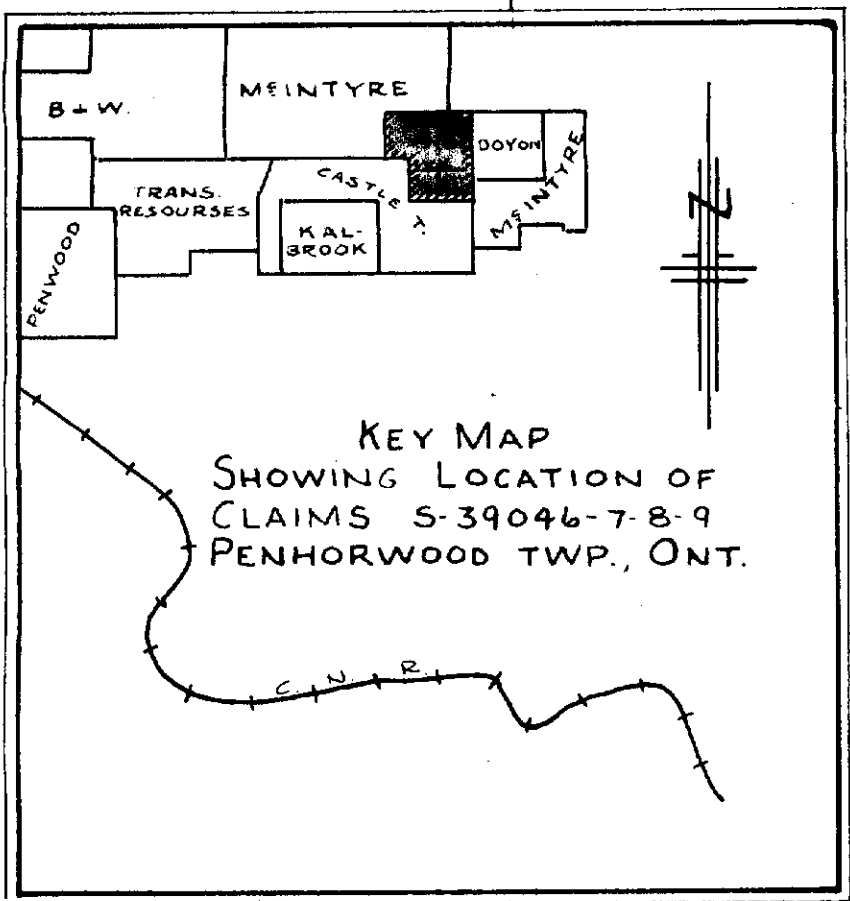 B + W.
McINTYRE
DOYON
McINTYRE
TRANS.
RESOURSES
CASTLE T.
KAL-
BROOK
PENWOOD
N
KEY MAP
SHOWING LOCATION OF
CLAIMS S-39046-7-8-9
PENHORWOOD TWP., ONT.
C. N. R.